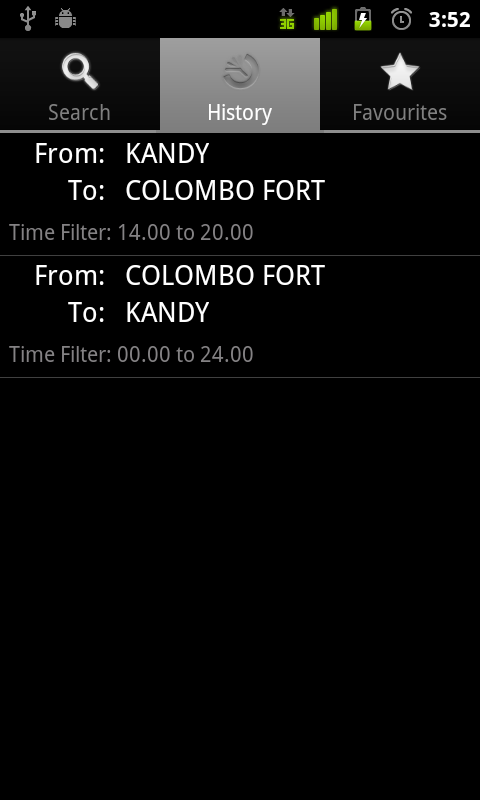 3G 3:52
Search History Favourites
From: KANDY
To: COLOMBO FORT
Time Filter: 14.00 to 20.00
From: COLOMBO FORT
To: KANDY
Time Filter: 00.00 to 24.00